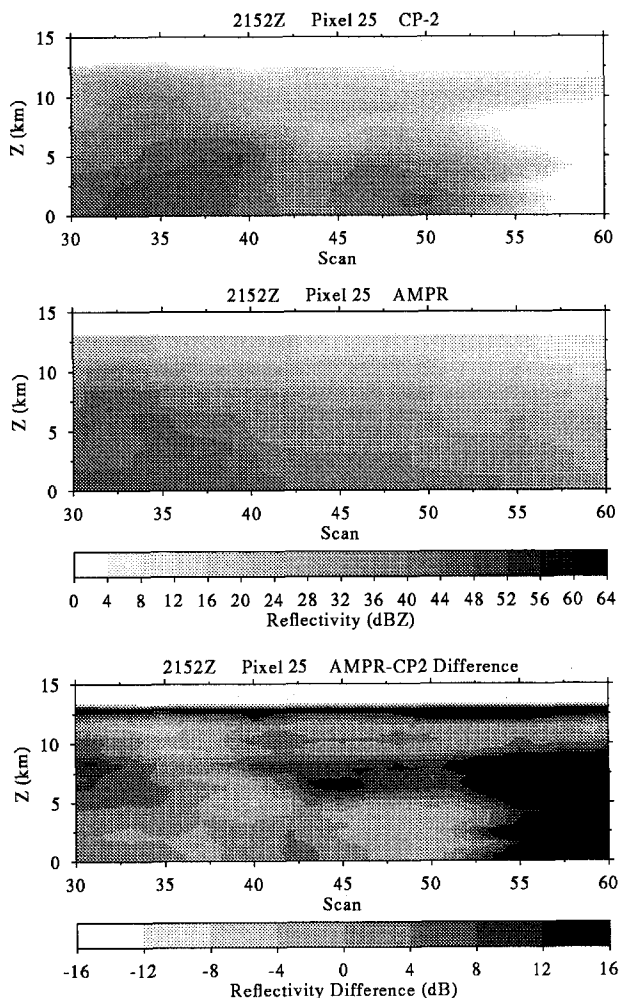 2152Z Pixel 25 CP-2
15
10
5
0
Z (km)
30 35 40 45 50 55 60
Scan
2152Z Pixel 25 AMPR
15
10
5
0
Z (km)
30 35 40 45 50 55 60
Scan
0 4 8 12 16 20 24 28 32 36 40 44 48 52 56 60 64
Reflectivity (dBZ)
2152Z Pixel 25 AMPR-CP2 Difference
15
10
5
0
Z (km)
30 35 40 45 50 55 60
Scan
-16 -12 -8 -4 0 4 8 12 16
Reflectivity Difference (dB)